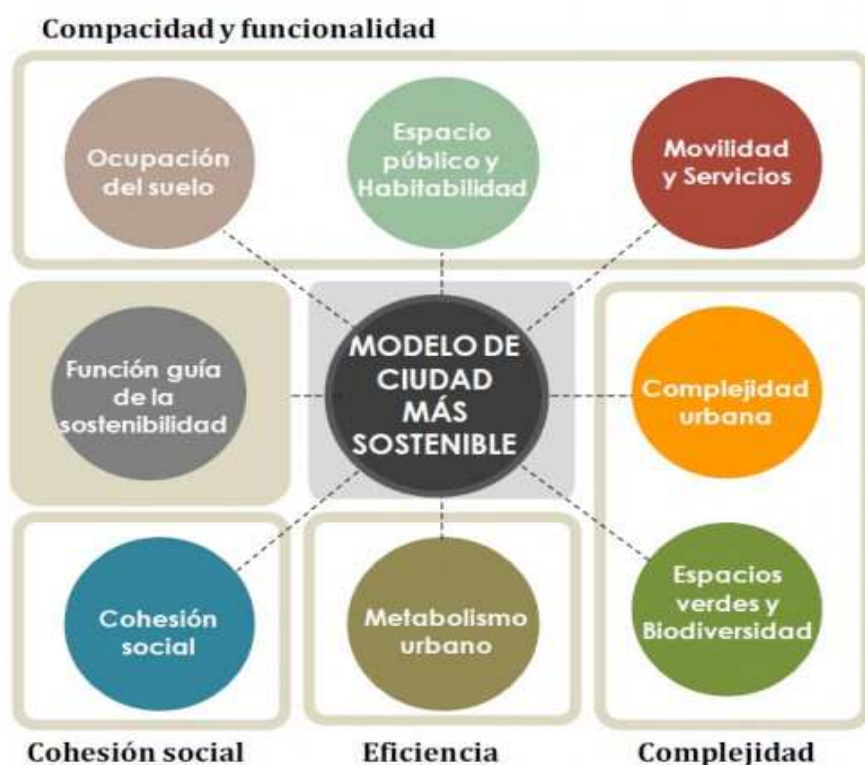 Compacidad y funcionalidad
Ocupación
del suelo
Espacio
público y
Habitabilidad
Movilidad
y Servicios
Función guía
de la
sostenibilidad
MODELO DE
CIUDAD
MÁS
SOSTENIBLE
Complejidad
urbana
Cohesión
social
Metabolismo
urbano
Espacios
verdes y
Biodiversidad
Cohesión social
Eficiencia
Complejidad